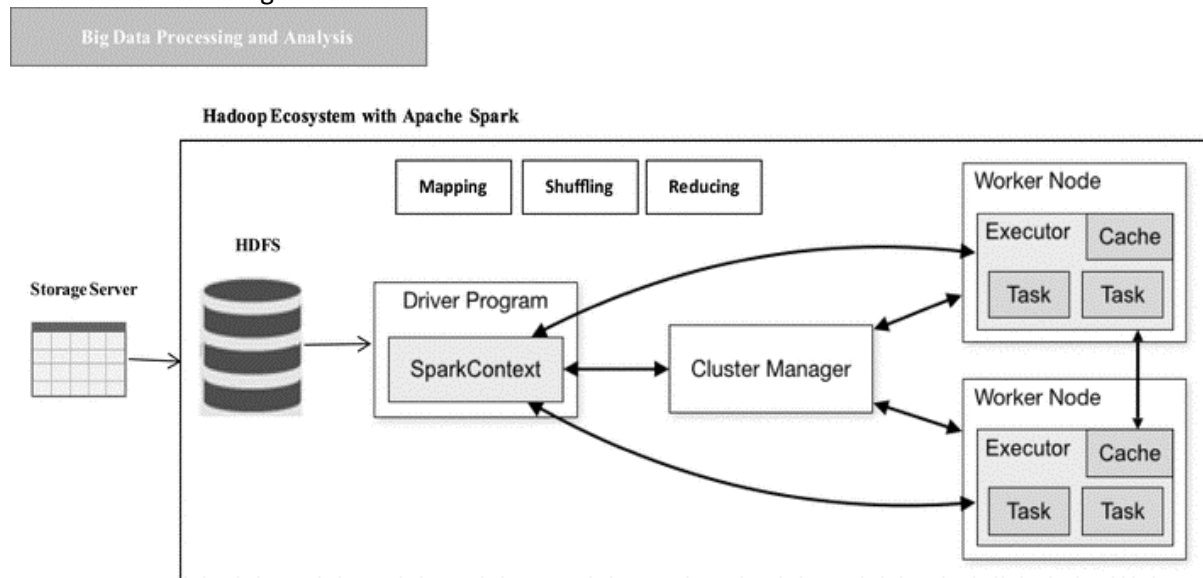 Big Data Processing and Analysis
Hadoop Ecosystem with Apache Spark
Mapping
Shuffling
Reducing
Storage Server
HDFS
Driver Program
SparkContext
Cluster Manager
Worker Node
Executor
Cache
Task
Task
Worker Node
Executor
Cache
Task
Task